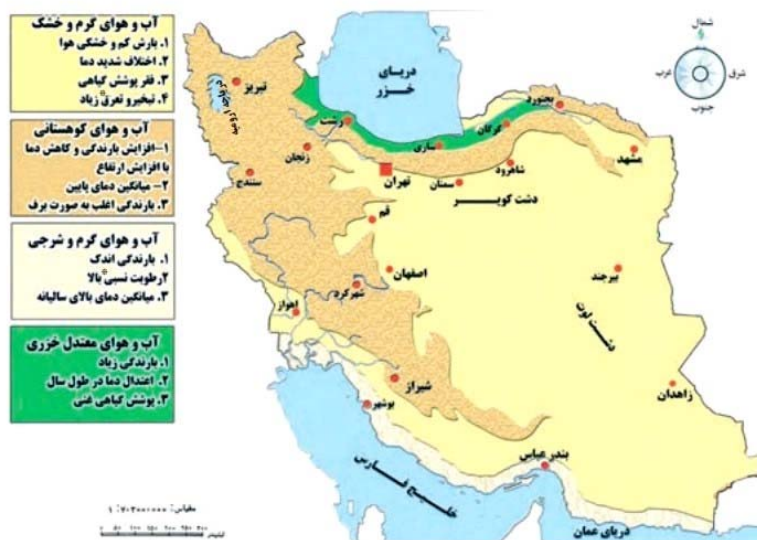 آب و هوای گرم و خشک
۱. بارش کم و خشکی هوا
۲. اختلاف شدید دما
۳. فقر پوشش گیاهی
۴. تبخیر و تعرق* زیاد
آب و هوای کوهستانی
۱- افزایش بارندگی و کاهش دما
با افزایش ارتفاع
۲- میانگین دمای پایین
۳. بارندگی اغلب به صورت برف
آب و هوای گرم و شرجی
۱. بارندگی اندک
۲. رطوبت نسبی* بالا
۳. میانگین دمای بالای سالیانه
آب و هوای معتدل خزری
۱. بارندگی زیاد
۲. اعتدال دما در طول سال
۳. پوشش گیاهی غنی
شمال
شرق
غرب
جنوب
دریای
خزر
دریاچه ارومیه
تبریز
رشت
زنجان
سنندج
ساری
گرگان
بجنورد
مشهد
شاهرود
سمنان
تهران
دشت کویر
قم
اصفهان
شهرکرد
اهواز
بیرجند
دشت لوت
زاهدان
شیراز
بوشهر
بندر عباس
خلیج فارس
دریای عمان
کیلومتر